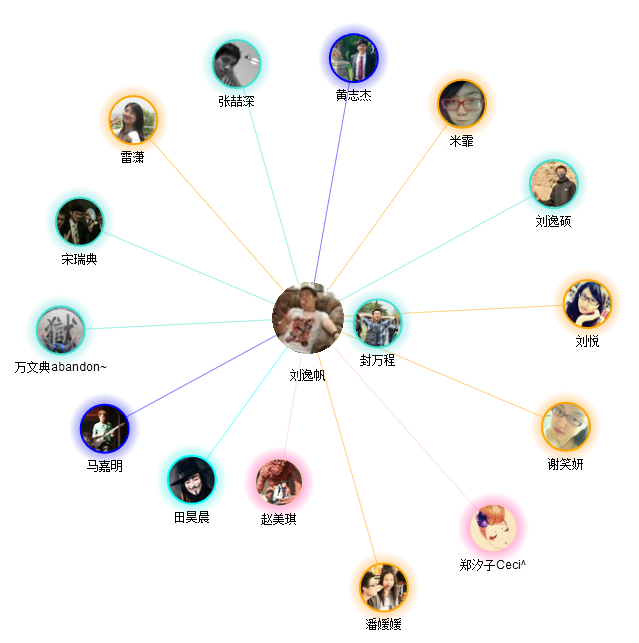 黄志杰
张喆深
米霏
雷潇
刘逸硕
宋瑞典
刘悦
封万程
万文典abandon~
刘逸帆
马嘉明
谢笑妍
田昊晨
赵美琪
郑汐子Ceci^
潘媛媛